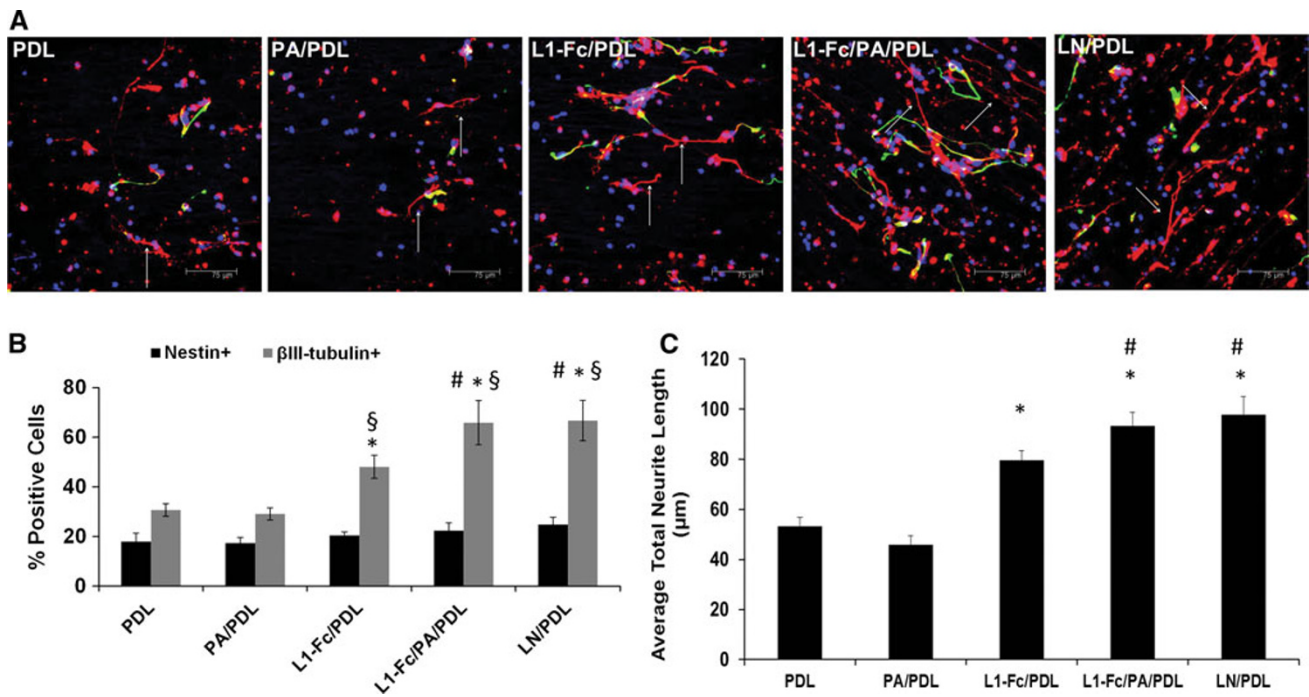 A
PDL
PA/PDL
L1-Fc/PDL
L1-Fc/PA/PDL
LN/PDL
75 µm
75 µm
75 µm
75 µm
75 µm
B
Nestin+
βIII-tubulin+
# * §
# * §
§
*
80
60
40
20
0
% Positive Cells
PDL
PA/PDL
L1-Fc/PDL
L1-Fc/PA/PDL
LN/PDL
C
#
#
*
*
*
120
100
80
60
40
20
0
Average Total Neurite Length
(µm)
PDL
PA/PDL
L1-Fc/PDL
L1-Fc/PA/PDL
LN/PDL